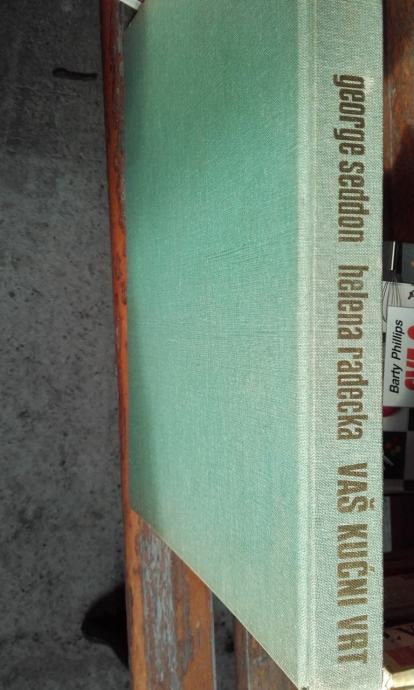 george seddon helena radecka VAŠ KUĆNI VRT
Barty Phillips